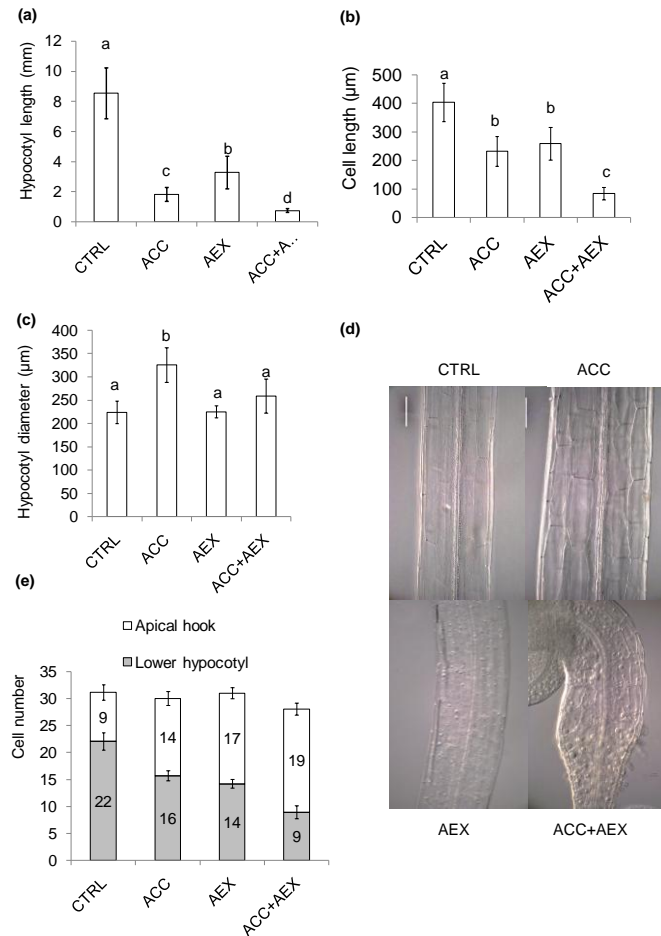 (a)
Hypocotyl length (mm)
12
10
8
6
4
2
0
a
c
b
d
CTRL
ACC
AEX
ACC+A..
(b)
Cell length (µm)
500
400
300
200
100
0
a
b
b
c
CTRL
ACC
AEX
ACC+AEX
(c)
Hypocotyl diameter (µm)
400
350
300
250
200
150
100
50
0
a
b
a
a
CTRL
ACC
AEX
ACC+AEX
(d)
CTRL
ACC
AEX
ACC+AEX
(e)
Apical hook
Lower hypocotyl
Cell number
35
30
25
20
15
10
5
0
9
14
17
19
22
16
14
9
CTRL
ACC
AEX
ACC+AEX